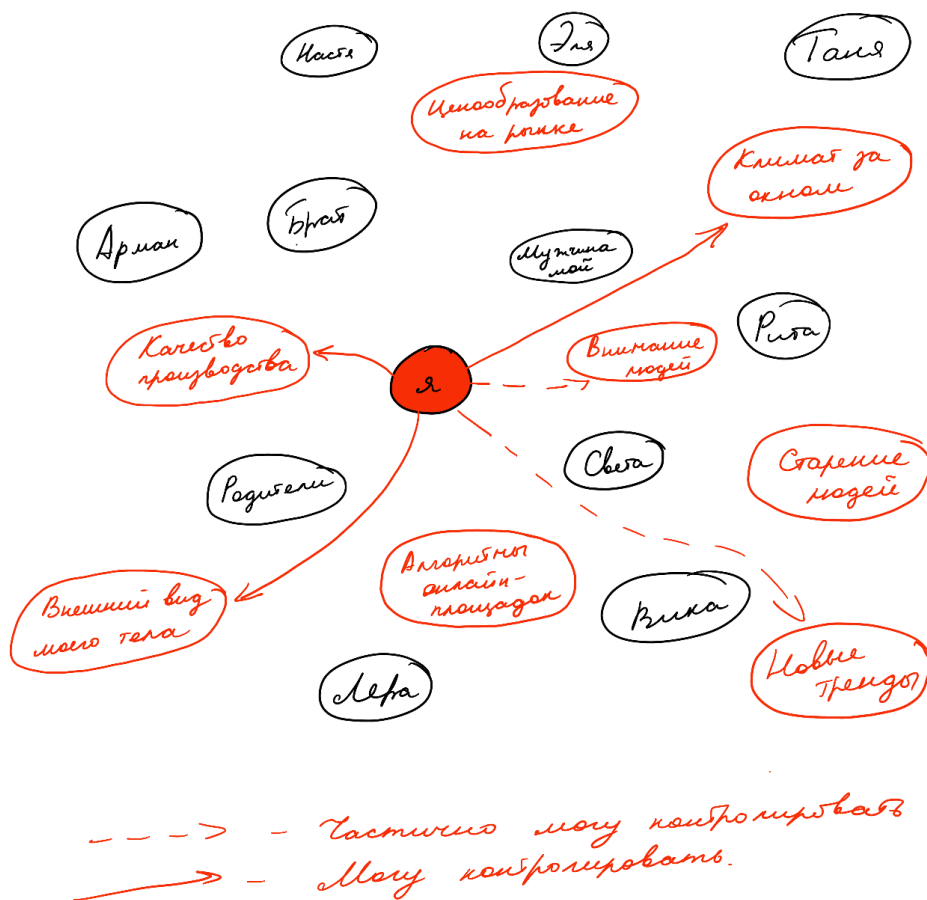 Настя
Эля
Таня
Ценообразование
на рынке
Климат за
окном
Арман
Брат
Мужчина
мой
Рита
Качество
производства
я
Внимание
людей
Родители
Света
Старение
людей
Алгоритмы
онлайн-
площадок
Внешний вид
моего тела
Вика
Новые
тренды
Лера
- Частично могу контролировать
- Могу контролировать.